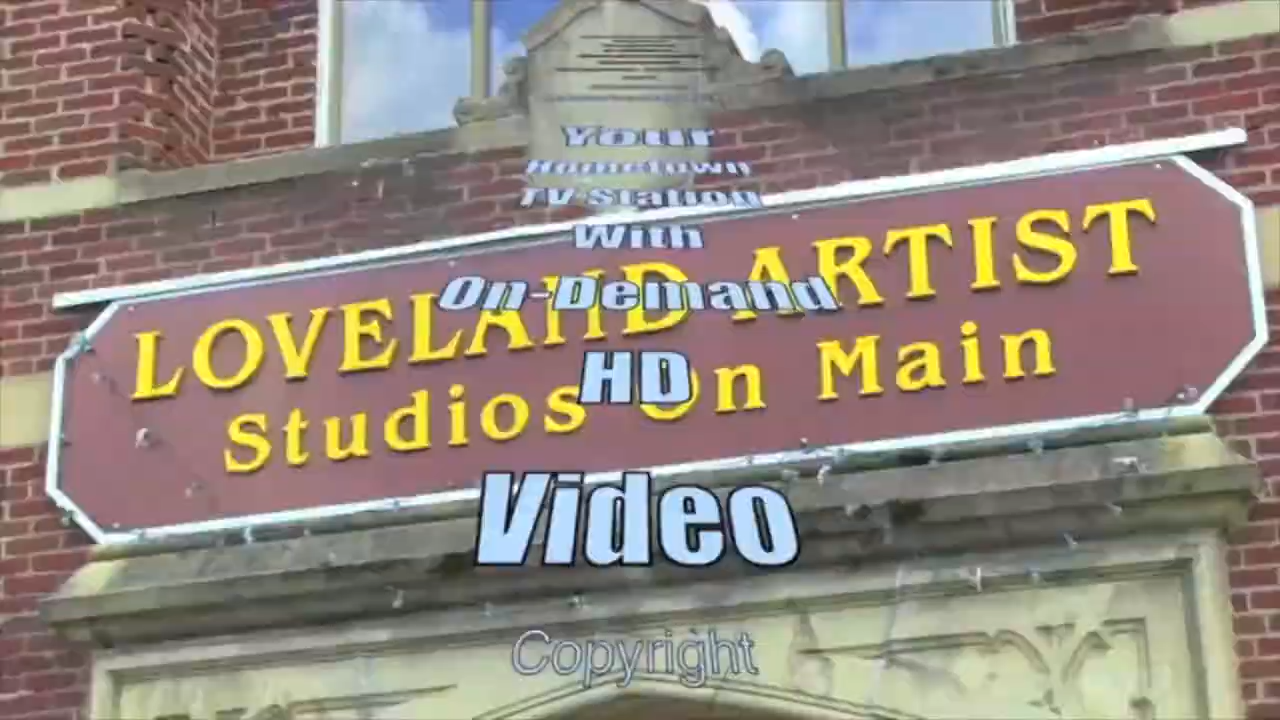 Your
Hometown
TV Station
With
On-Demand
HD
Video
LOVELAND ARTIST
Studios On Main
Copyright